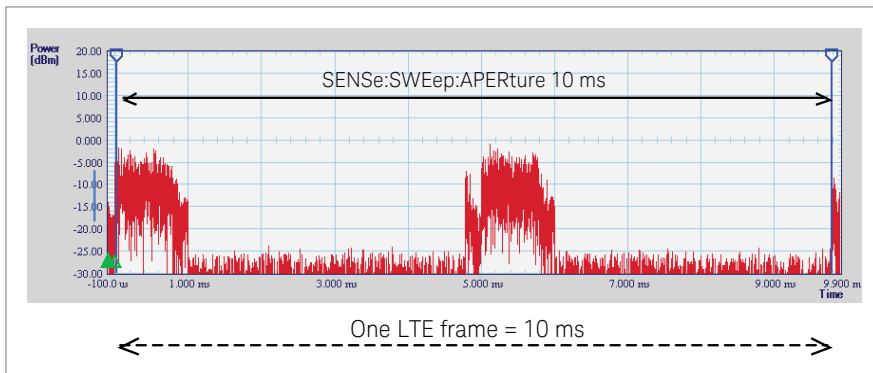 Power
(dBm)
20.00
15.00
10.00
5.000
0.000
-5.000
-10.00
-15.00
-20.00
-25.00
-30.00
SENSe:SWEep:APERture 10 ms
-100.0 us 1.000 ms 3.000 ms 5.000 ms 7.000 ms 9.000 ms 9.900 m
Time
One LTE frame = 10 ms